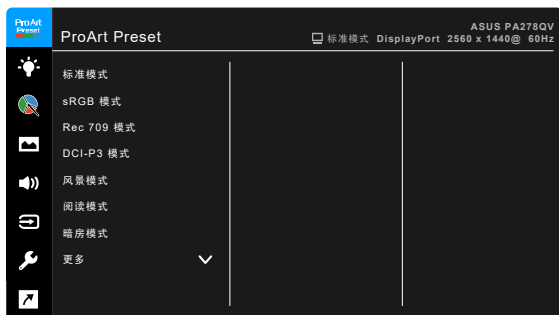 ProArt
Preset
ProArt Preset
ASUS PA278QV
标准模式 DisplayPort 2560 x 1440@ 60Hz
标准模式
sRGB 模式
Rec 709 模式
DCI-P3 模式
风景模式
阅读模式
暗房模式
更多